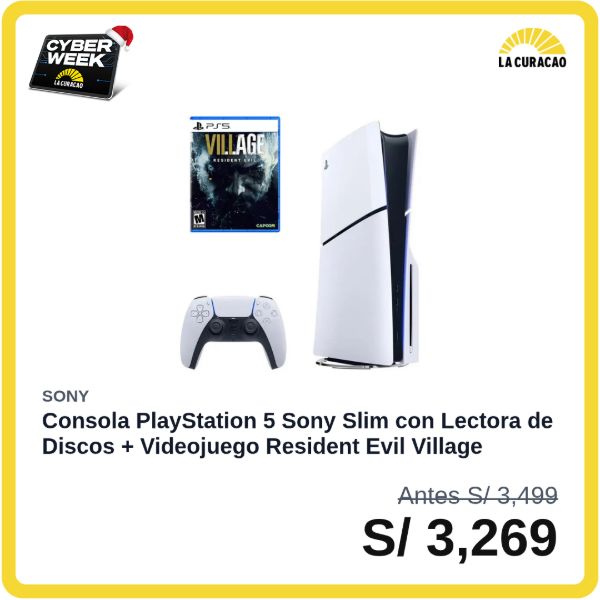 CYBER
WEEK
LA CURACAO
LA CURACAO
PS5
VILLAGE
RESIDENT EVIL
M
CAPCOM
SONY
Consola PlayStation 5 Sony Slim con Lectora de
Discos + Videojuego Resident Evil Village
Antes S/ 3,499
S/ 3,269